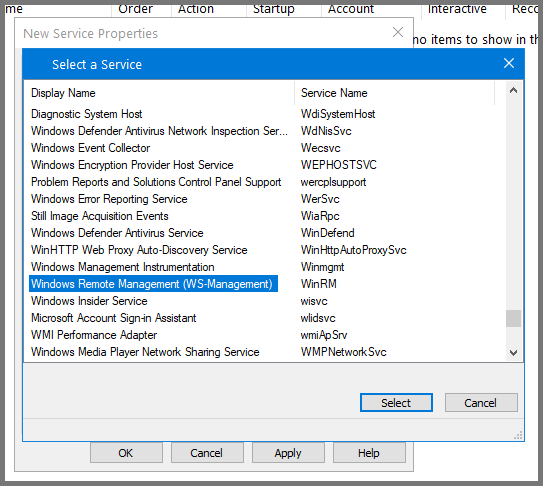 Order Action Startup Account Interactive Reco
New Service Properties
no items to show in th
Select a Service
Display Name Service Name
Diagnostic System Host WdiSystemHost
Windows Defender Antivirus Network Inspection Ser... WdNisSvc
Windows Event Collector Wecsvc
Windows Encryption Provider Host Service WEPHOSTSVC
Problem Reports and Solutions Control Panel Support wercplsupport
Windows Error Reporting Service WerSvc
Still Image Acquisition Events WiaRpc
Windows Defender Antivirus Service WinDefend
WinHTTP Web Proxy Auto-Discovery Service WinHttpAutoProxySvc
Windows Management Instrumentation Winmgmt
Windows Remote Management (WS-Management) WinRM
Windows Insider Service wisvc
Microsoft Account Sign-in Assistant wlidsvc
WMI Performance Adapter wmiApSrv
Windows Media Player Network Sharing Service WMPNetworkSvc
Select Cancel
OK Cancel Apply Help